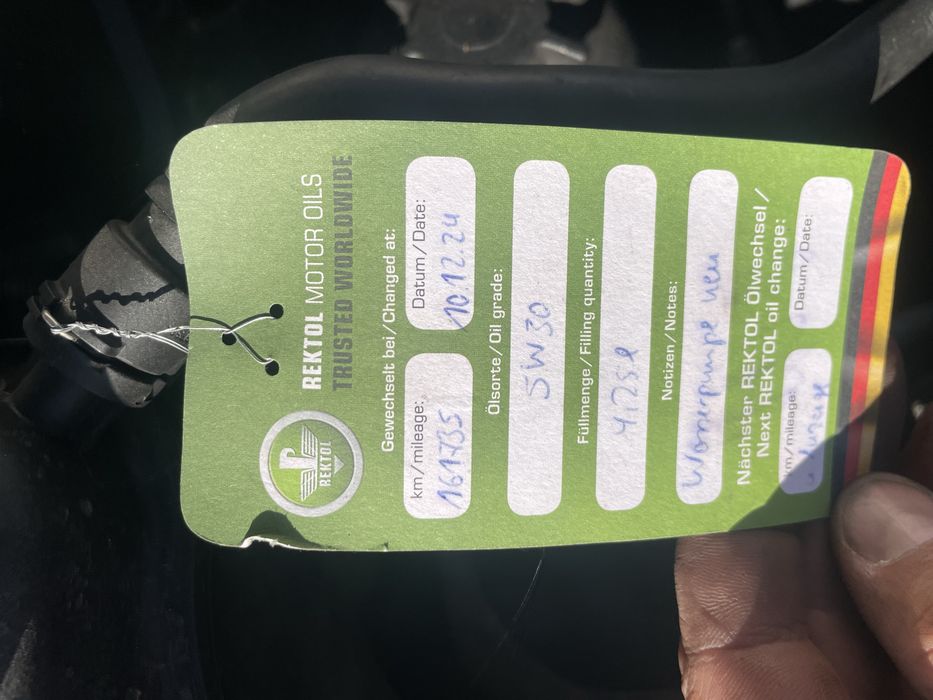 REKTOL
REKTOL MOTOR OILS
TRUSTED WORLDWIDE
Gewechselt bei/Changed at:
km/mileage: Datum/Date:
161735 10.12.24
Ölsorte/Oil grade:
5W30
Füllmenge/Filling quantity:
4,25l
Notizen/Notes:
Wasserpumpe neu
Nächster REKTOL Ölwechsel/
Next REKTOL oil change:
km/mileage: Datum/Date: